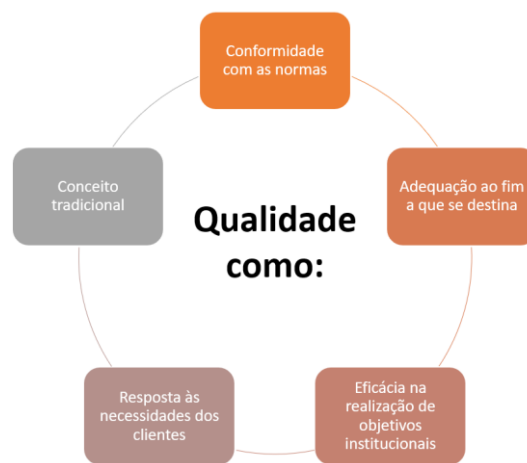 Conformidade
com as normas
Adequação ao fim
a que se destina
Eficácia na
realização de
objetivos
institucionais
Resposta às
necessidades dos
clientes
Conceito
tradicional
Qualidade
como: